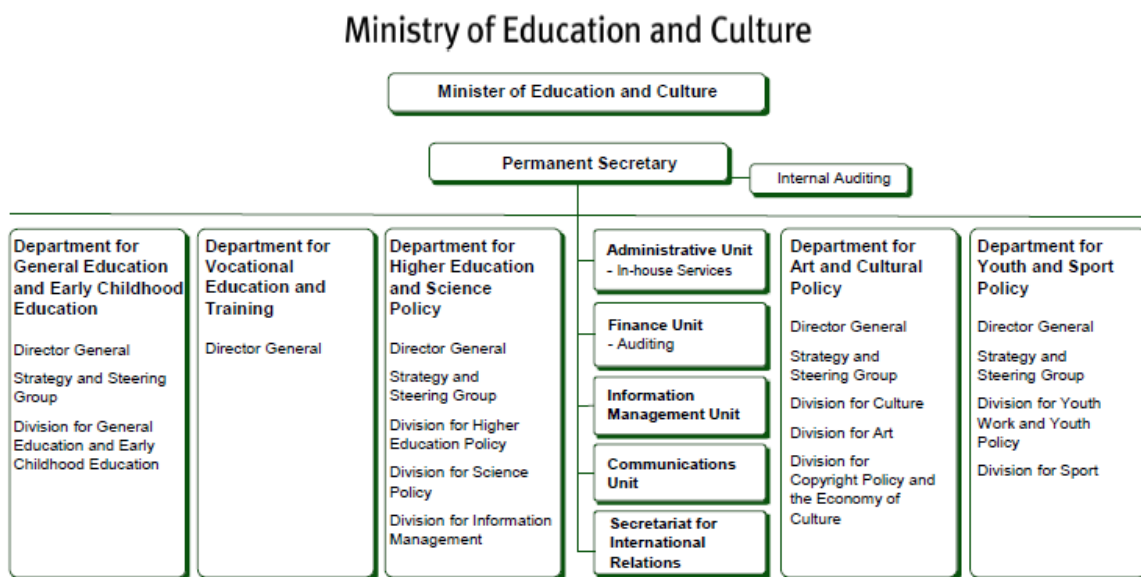 Ministry of Education and Culture
Minister of Education and Culture
Permanent Secretary
Internal Auditing
Department for
General Education
and Early Childhood
Education
Director General
Strategy and Steering
Group
Division for General
Education and Early
Childhood Education
Department for
Vocational
Education and
Training
Director General
Department for
Higher Education
and Science
Policy
Director General
Strategy and
Steering Group
Division for Higher
Education Policy
Division for Science
Policy
Division for Information
Management
Administrative Unit
- In-house Services
Finance Unit
- Auditing
Information
Management Unit
Communications
Unit
Secretariat for
International
Relations
Department for
Art and Cultural
Policy
Director General
Strategy and
Steering Group
Division for Culture
Division for Art
Division for
Copyright Policy and
the Economy of
Culture
Department for
Youth and Sport
Policy
Director General
Strategy and
Steering Group
Division for Youth
Work and Youth
Policy
Division for Sport